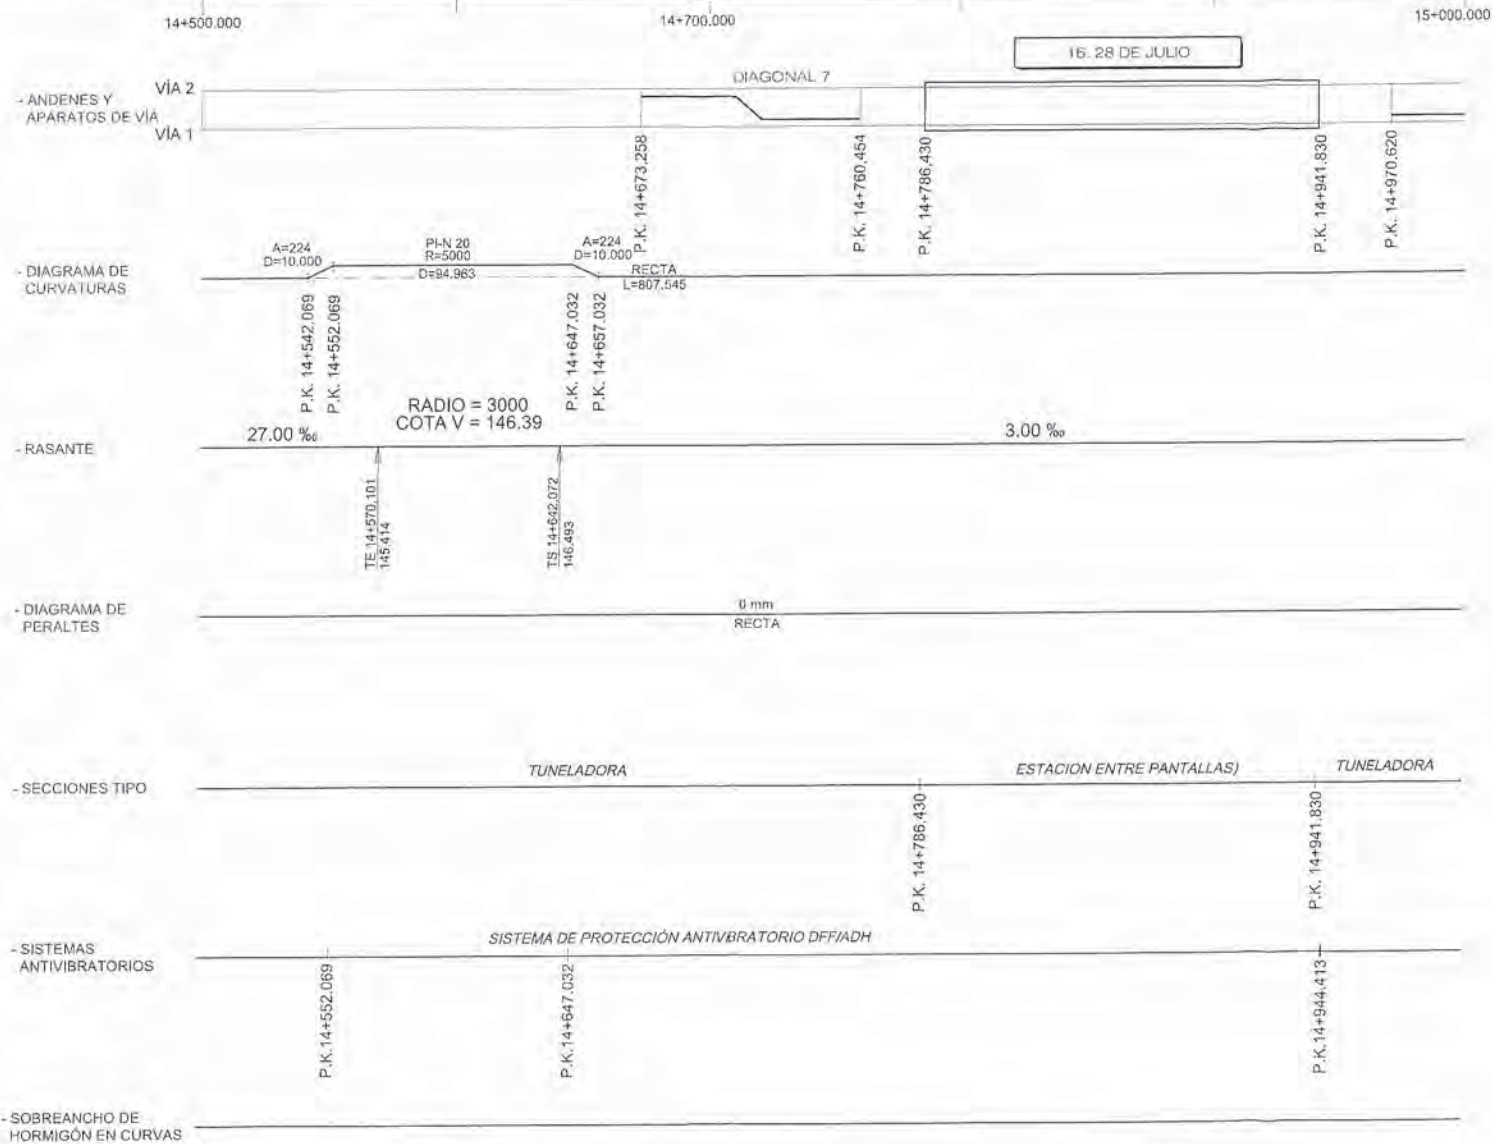 14+500.000
14+700.000
15+000.000
16. 28 DE JULIO
DIAGONAL 7
- ANDENES Y
APARATOS DE VÍA
VÍA 2
VÍA 1
P.K. 14+673.258
P.K. 14+760.454
P.K. 14+786.430
P.K. 14+941.830
P.K. 14+970.620
- DIAGRAMA DE
CURVATURAS
A=224
D=10.000
PI-N 20
R=5000
D=94.963
A=224
D=10.000
RECTA
L=807.545
P.K. 14+542.069
P.K. 14+552.069
P.K. 14+647.032
P.K. 14+657.032
- RASANTE
27.00 ‰
RADIO = 3000
COTA V = 146.39
3.00 ‰
TE 14+570.101
145.414
TS 14+642.072
146.493
- DIAGRAMA DE
PERALTES
0 mm
RECTA
- SECCIONES TIPO
TUNELADORA
ESTACION ENTRE PANTALLAS)
TUNELADORA
P.K. 14+786.430
P.K. 14+941.830
- SISTEMAS
ANTIVIBRATORIOS
SISTEMA DE PROTECCIÓN ANTIVBRATORIO DFF/ADH
P.K.14+552.069
P.K.14+647.032
P.K.14+944.413
- SOBREANCHO DE
HORMIGÓN EN CURVAS